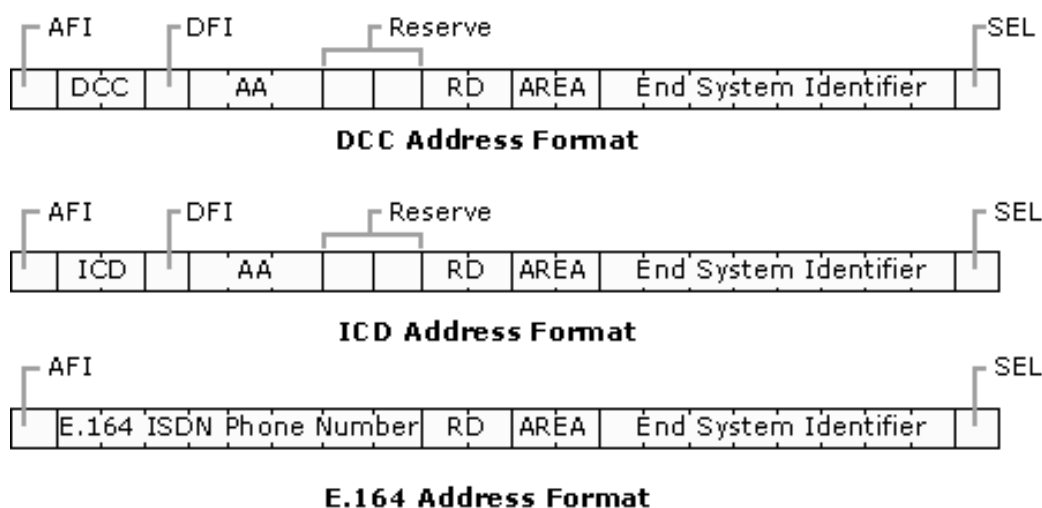 AFI DFI Reserve SEL
DCC AA RD AREA End System Identifier
DCC Address Format
AFI DFI Reserve SEL
ICD AA RD AREA End System Identifier
ICD Address Format
AFI SEL
E.164 ISDN Phone Number RD AREA End System Identifier
E.164 Address Format